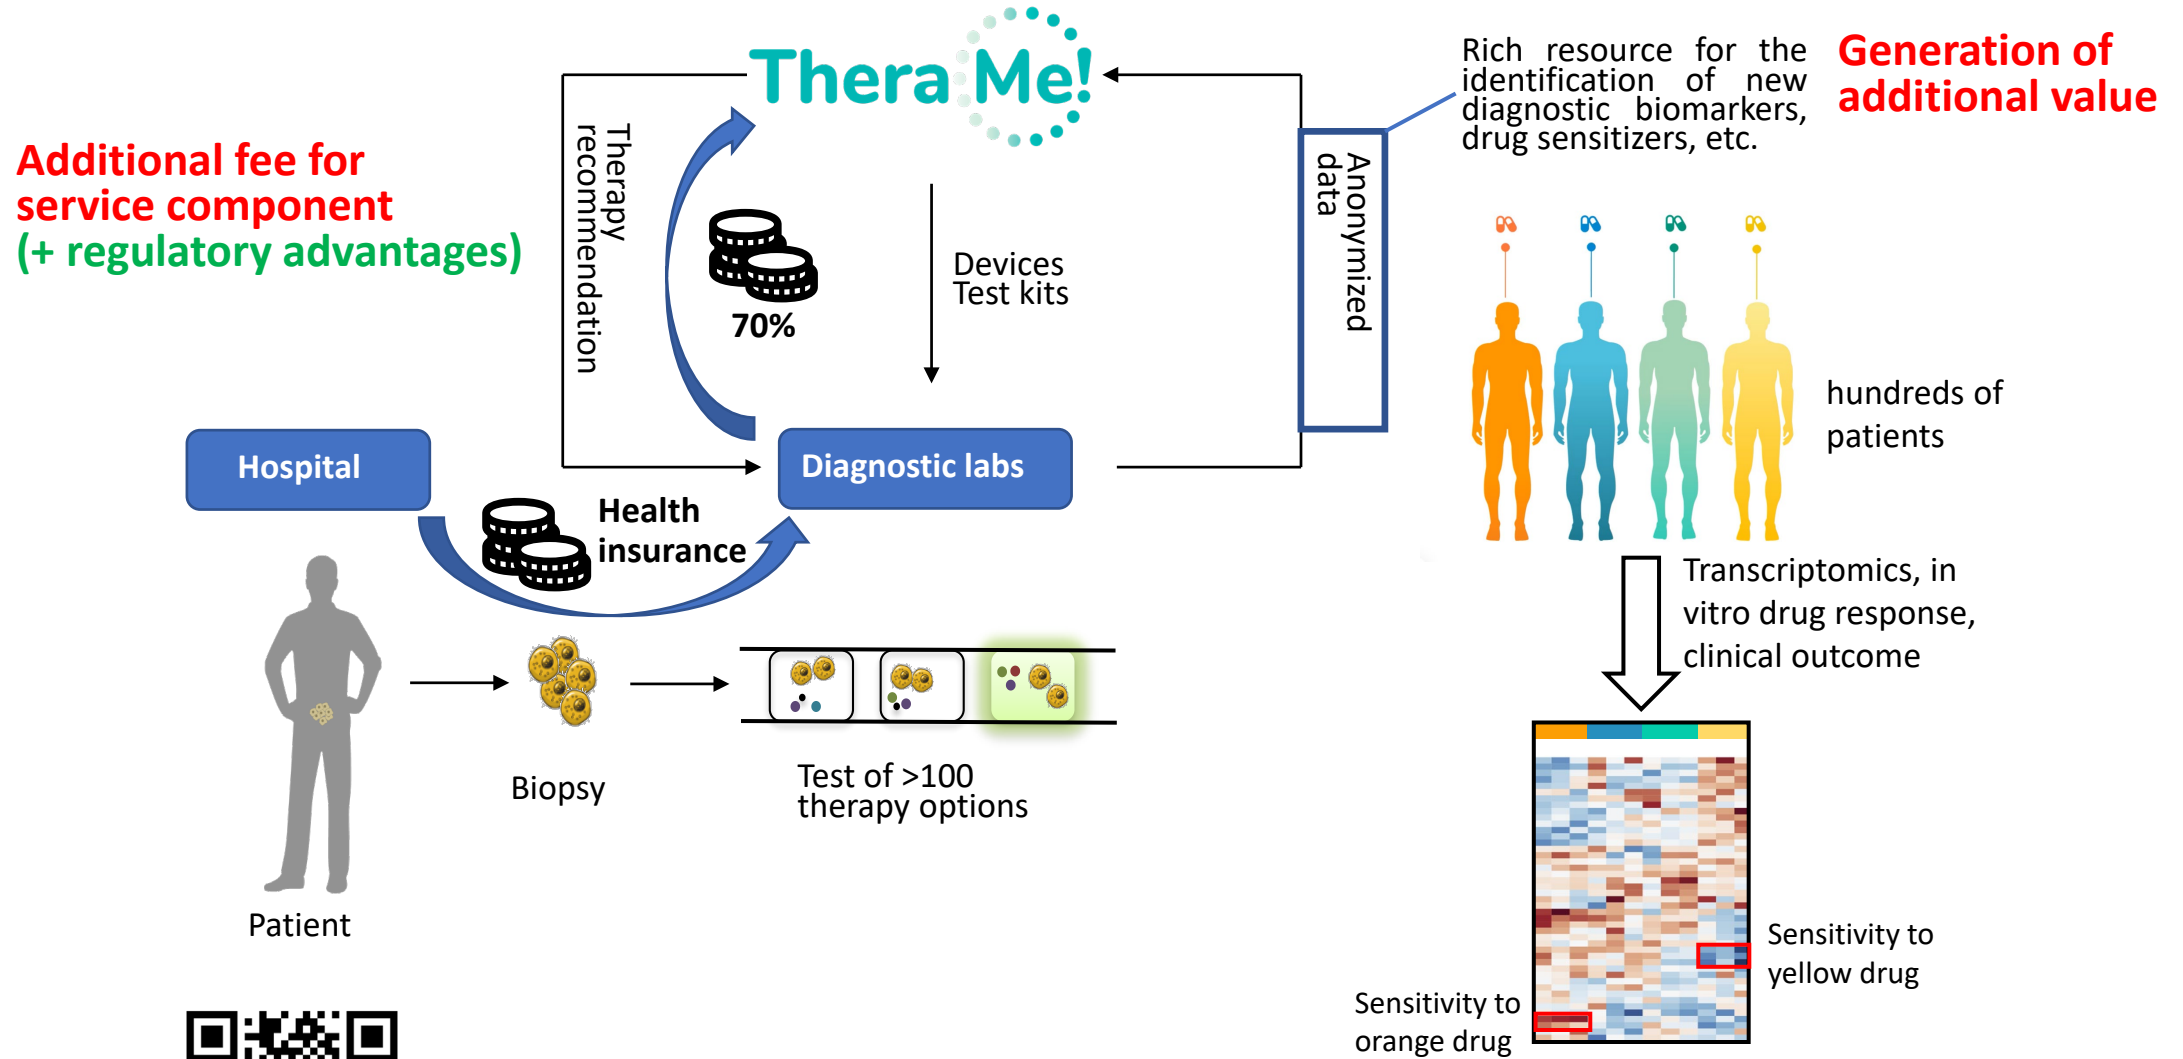 Thera Me!
Rich resource for the
identification of new
diagnostic biomarkers,
drug sensitizers, etc.
Generation of
additional value
Additional fee for
service component
(+ regulatory advantages)
Therapy
recommendation
70%
Devices
Test kits
Anonymized
data
hundreds of
patients
Hospital
Diagnostic labs
Health
insurance
Transcriptomics, in
vitro drug response,
clinical outcome
Biopsy
Test of >100
therapy options
Patient
Sensitivity to
yellow drug
Sensitivity to
orange drug